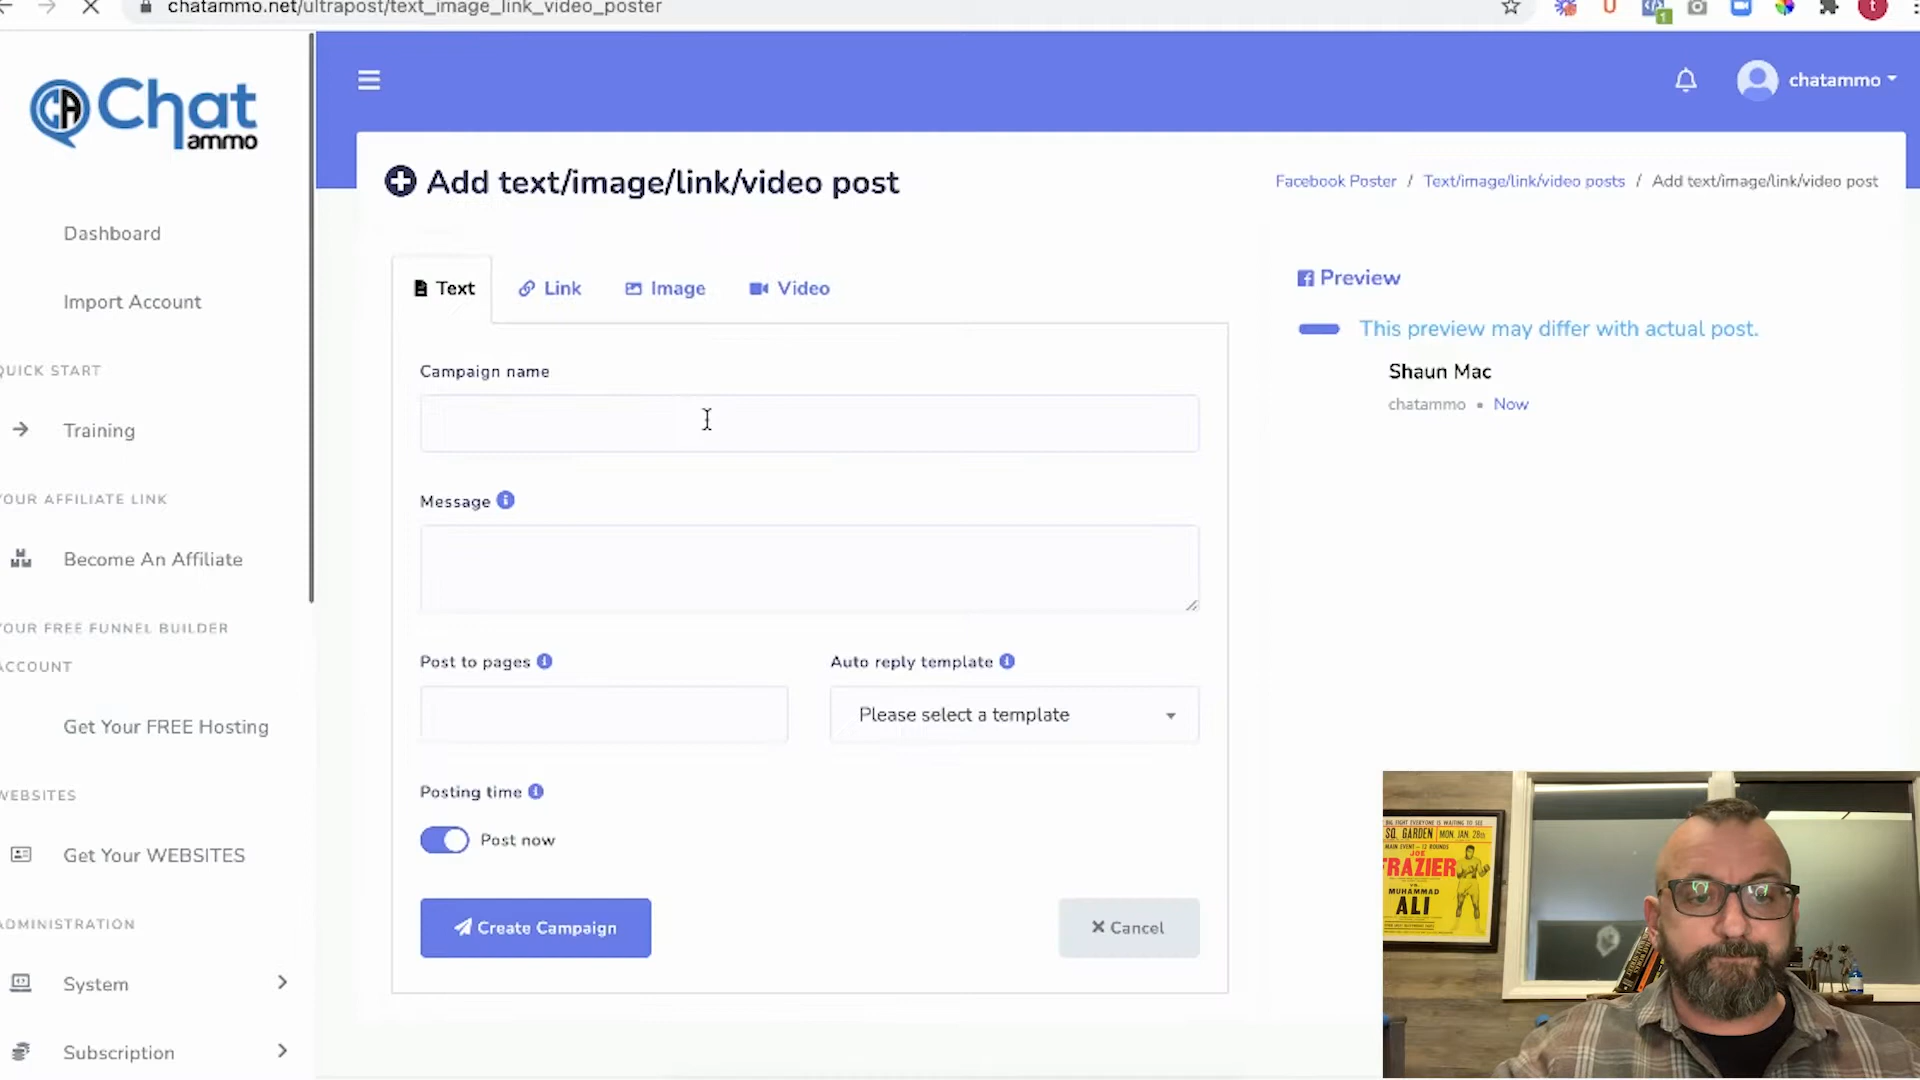 chatammo.net/ultrapost/text_image_link_video_poster
1
t
CA Chat
ammo
chatammo
Dashboard
Import Account
QUICK START
Training
YOUR AFFILIATE LINK
Become An Affiliate
YOUR FREE FUNNEL BUILDER
ACCOUNT
Get Your FREE Hosting
WEBSITES
Get Your WEBSITES
ADMINISTRATION
System
Subscription
Add text/image/link/video post
Facebook Poster / Text/image/link/video posts / Add text/image/link/video post
Text
Link
Image
Video
Campaign name
Message
Post to pages
Auto reply template
Please select a template
Posting time
Post now
Create Campaign
Cancel
Preview
This preview may differ with actual post.
Shaun Mac
chatammo • Now
BIG FIGHT EVERYONE IS WAITING TO SEE
SQ. GARDEN MON. JAN. 28th
MAIN EVENT—12 ROUNDS
JOE
FRAZIER
VS.
MUHAMMAD
ALI